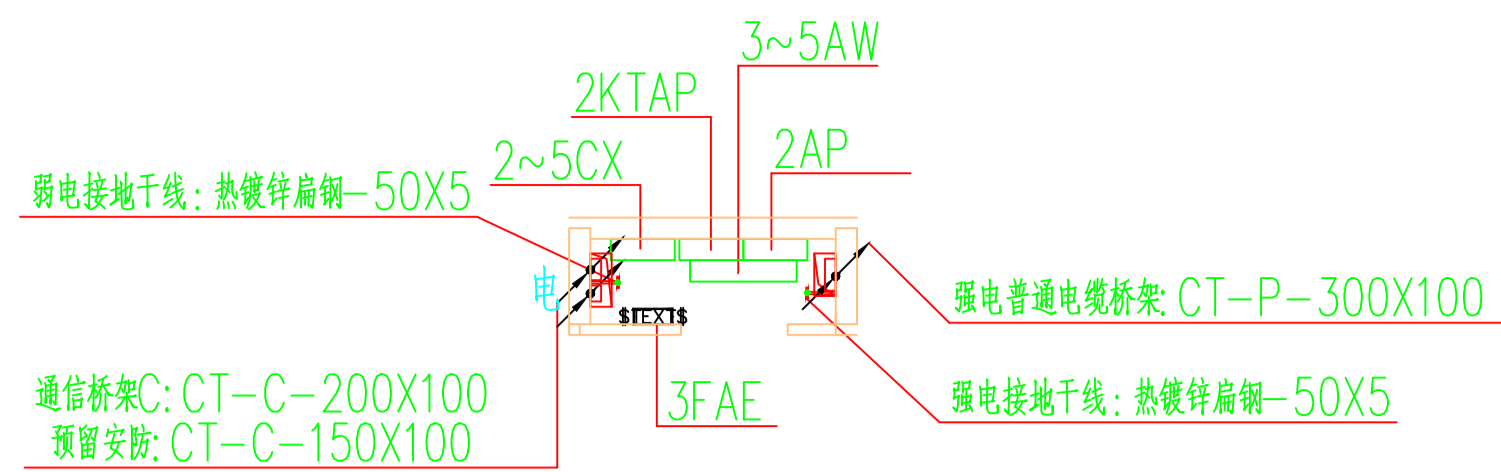 3~5AW
2KTAP
2~5CX
2AP
弱电接地干线：热镀锌扁钢-50X5
电
强电普通电缆桥架: CT-P-300X100
$TEXT$
通信桥架C: CT-C-200X100
预留安防: CT-C-150X100
3FAE
强电接地干线：热镀锌扁钢-50X5